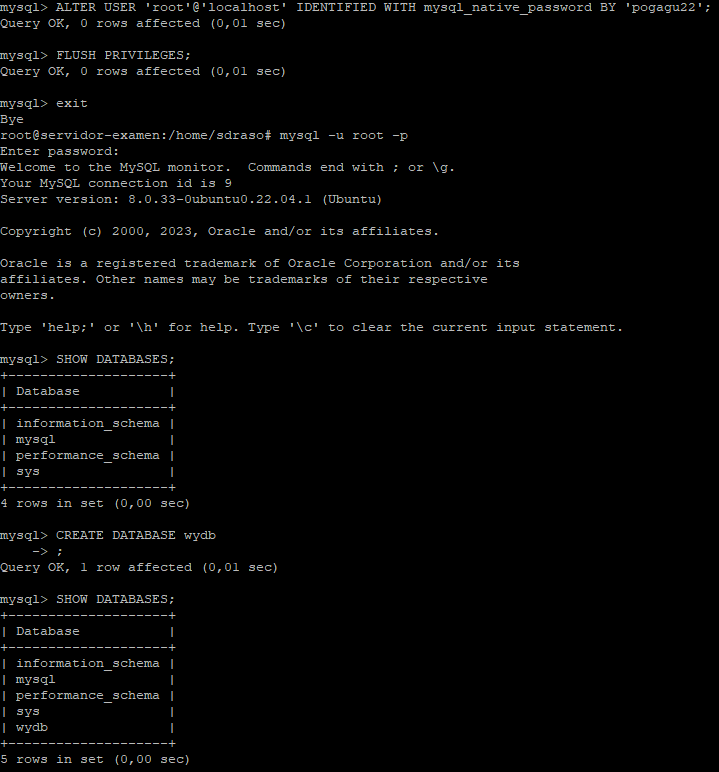 mysql> ALTER USER 'root'@'localhost' IDENTIFIED WITH mysql_native_password BY 'pogagu22';
Query OK, 0 rows affected (0,01 sec)

mysql> FLUSH PRIVILEGES;
Query OK, 0 rows affected (0,01 sec)

mysql> exit
Bye
root@servidor-examen:/home/sdraso# mysql -u root -p
Enter password:
Welcome to the MySQL monitor.  Commands end with ; or \g.
Your MySQL connection id is 9
Server version: 8.0.33-0ubuntu0.22.04.1 (Ubuntu)

Copyright (c) 2000, 2023, Oracle and/or its affiliates.

Oracle is a registered trademark of Oracle Corporation and/or its
affiliates. Other names may be trademarks of their respective
owners.

Type 'help;' or '\h' for help. Type '\c' to clear the current input statement.

mysql> SHOW DATABASES;
+--------------------+
| Database           |
+--------------------+
| information_schema |
| mysql              |
| performance_schema |
| sys                |
+--------------------+
4 rows in set (0,00 sec)

mysql> CREATE DATABASE wydb
    -> ;
Query OK, 1 row affected (0,01 sec)

mysql> SHOW DATABASES;
+--------------------+
| Database           |
+--------------------+
| information_schema |
| mysql              |
| performance_schema |
| sys                |
| wydb               |
+--------------------+
5 rows in set (0,00 sec)